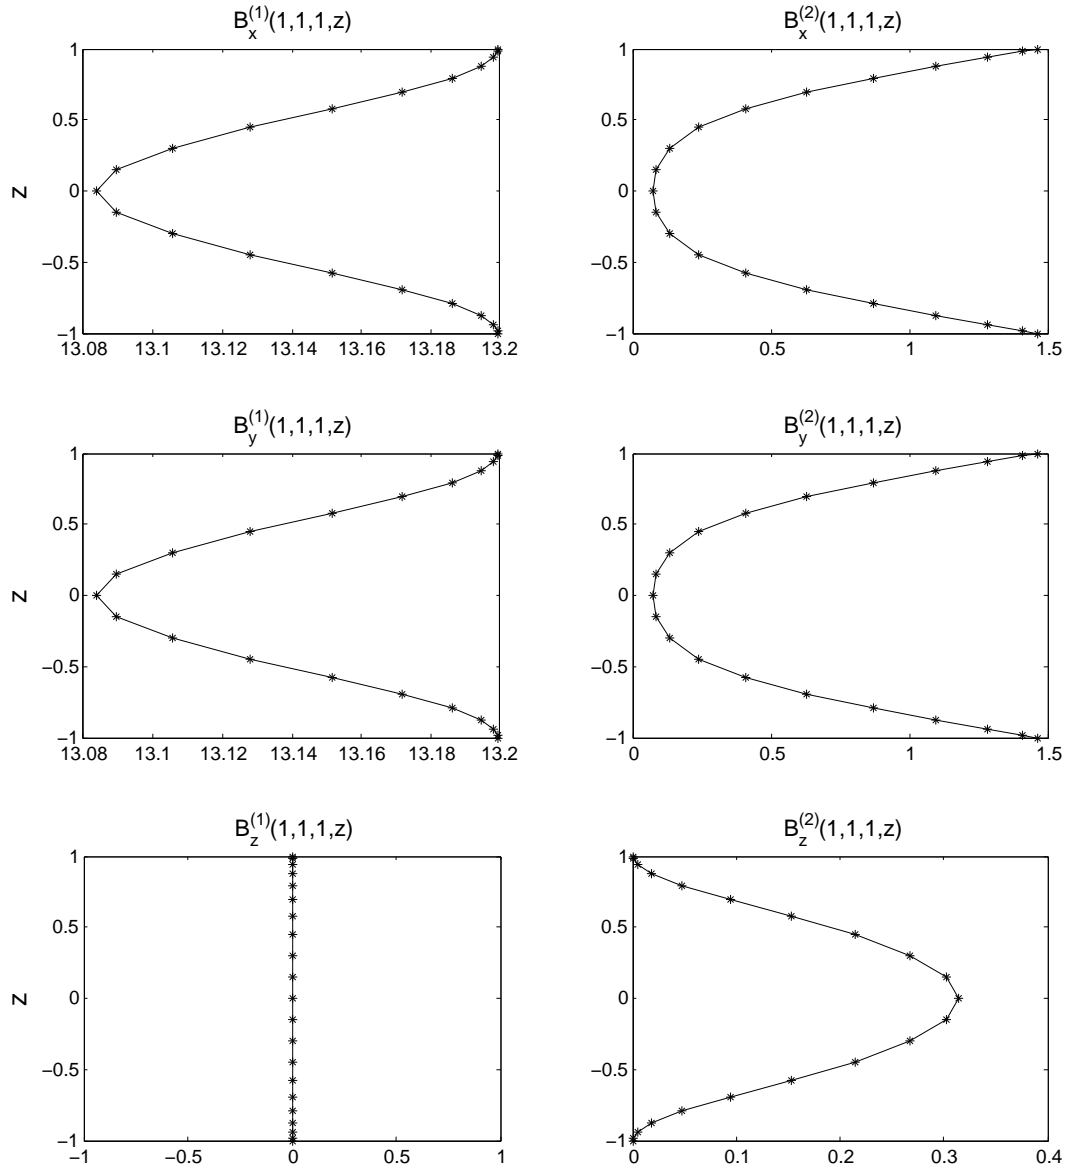 B_x^(1)(1,1,1,z) B_x^(2)(1,1,1,z)
1 1
0.5 0.5
z 0 0
−0.5 −0.5
−1 −1
13.08 13.1 13.12 13.14 13.16 13.18 13.2 0 0.5 1 1.5
B_y^(1)(1,1,1,z) B_y^(2)(1,1,1,z)
1 1
0.5 0.5
z 0 0
−0.5 −0.5
−1 −1
13.08 13.1 13.12 13.14 13.16 13.18 13.2 0 0.5 1 1.5
B_z^(1)(1,1,1,z) B_z^(2)(1,1,1,z)
1 1
0.5 0.5
z 0 0
−0.5 −0.5
−1 −1
−1 −0.5 0 0.5 1 0 0.1 0.2 0.3 0.4